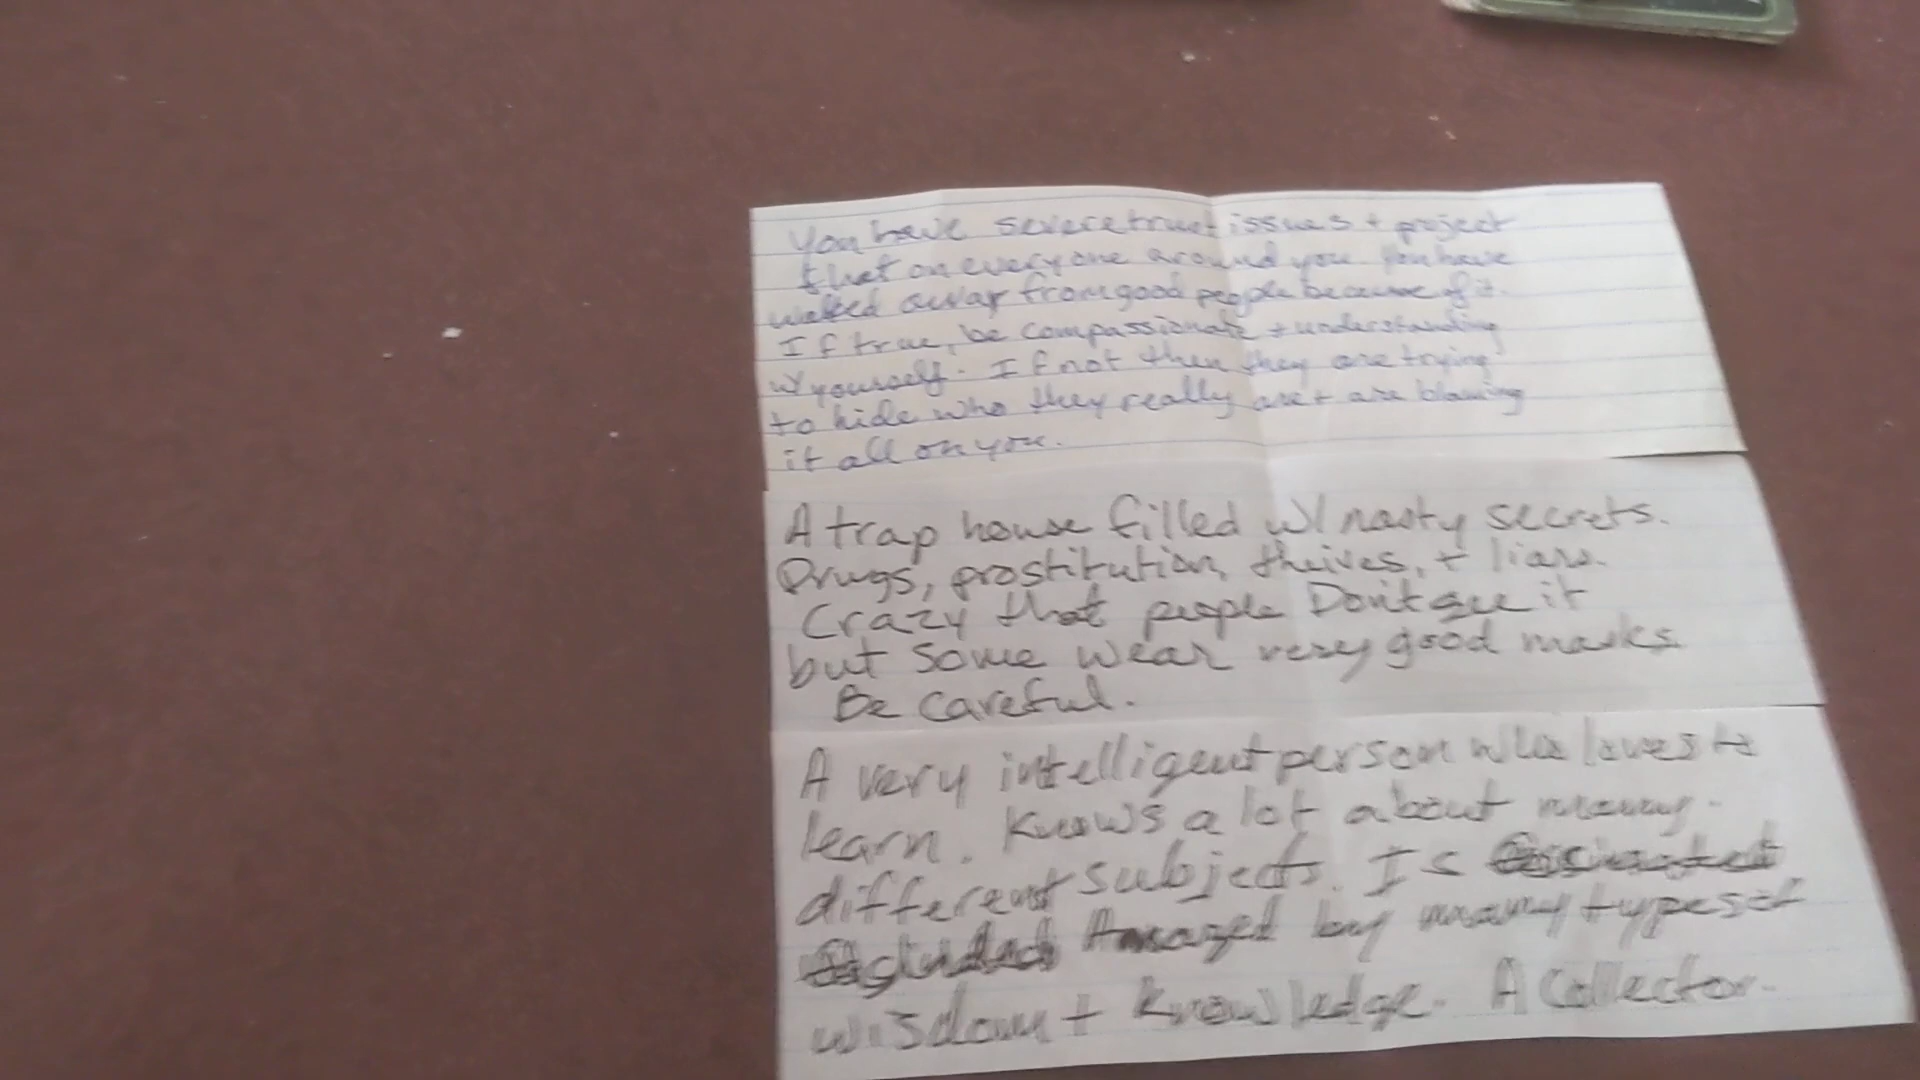 You have severe trust issues + project
that on everyone around you. You have
walked away from good people because of it.
If true, be compassionate + understanding
w/ yourself. If not then they are trying
to hide who they really are + are blaming
it all on you.
A trap house filled w/ nasty secrets.
Drugs, prostitution, theives, + liars.
Crazy that people Don't see it
but some wear very good masks.
Be careful.
A very intelligent person who loves to
learn. Knows a lot about many
different subjects. Is
Amazed by many types of
wisdom + knowledge. A Collector.